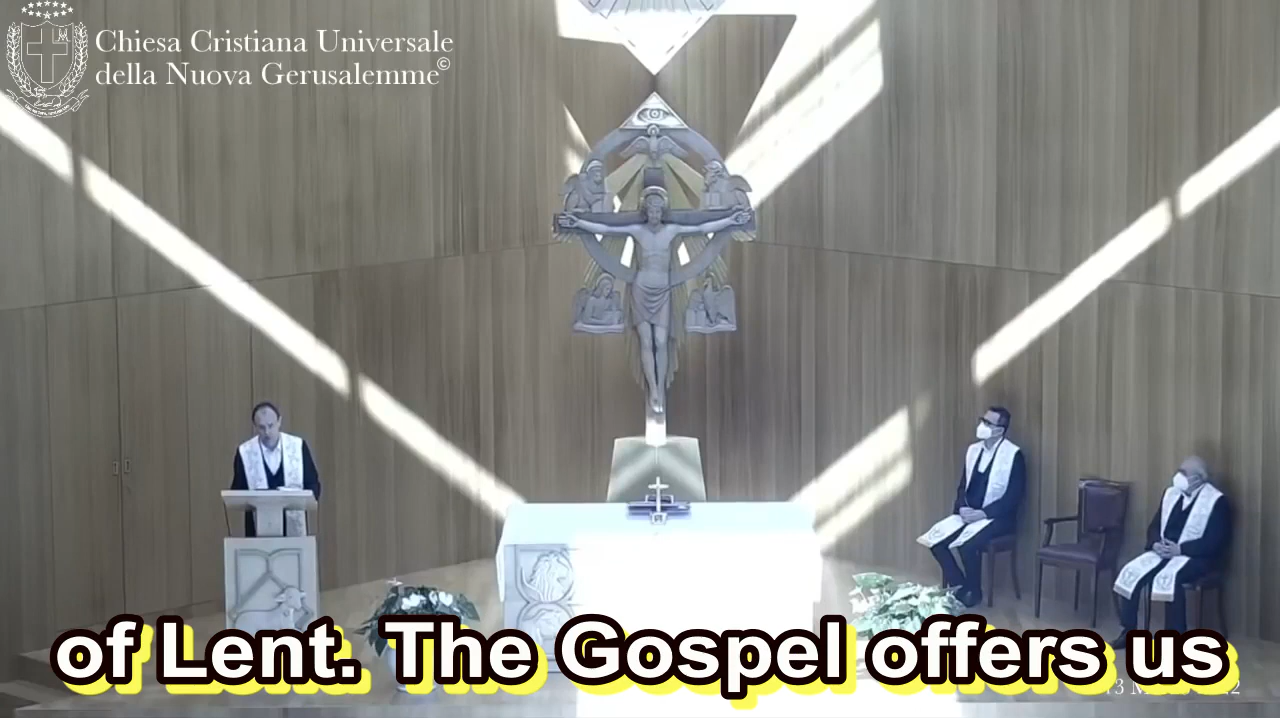 Chiesa Cristiana Universale
della Nuova Gerusalemme©
of Lent. The Gospel offers us